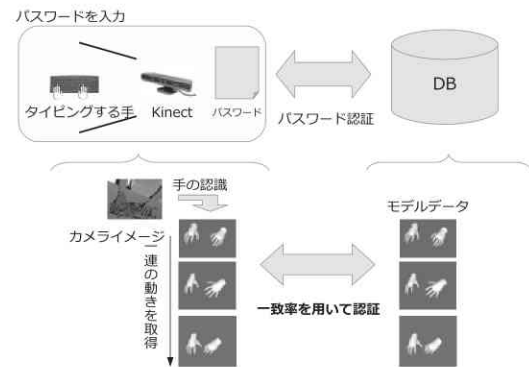 パスワードを入力
タイピングする手
Kinect
パスワード
パスワード認証
DB
手の認識
カメライメージ
一連の動きを取得
モデルデータ
一致率を用いて認証